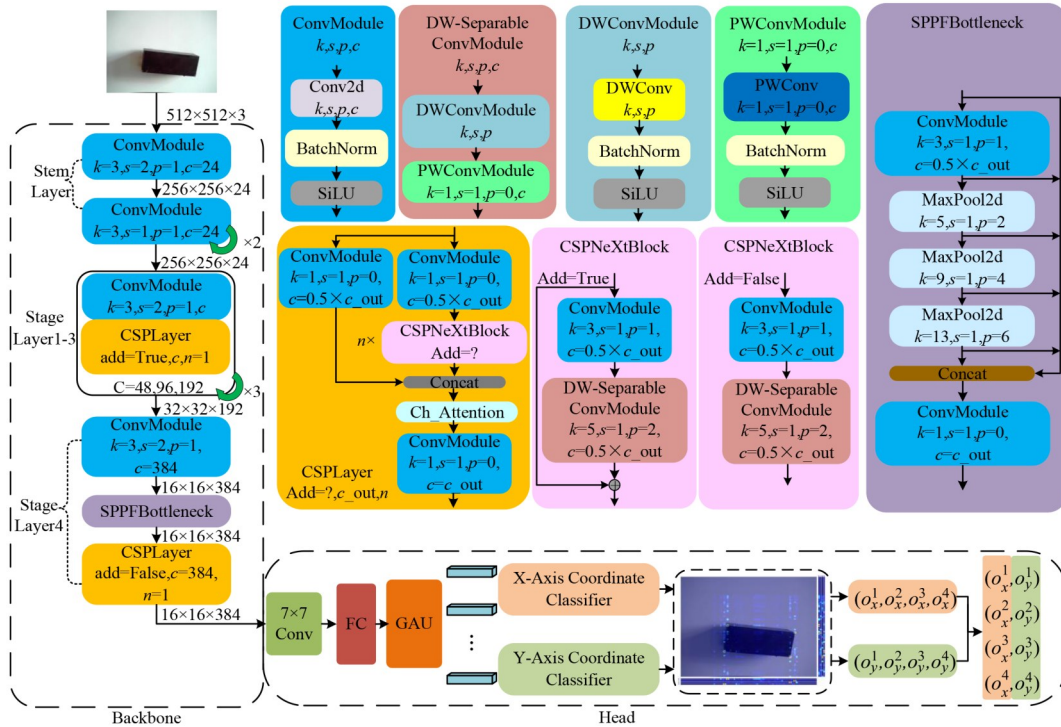 512×512×3
ConvModule
k=3,s=2,p=1,c=24
Stem
Layer
256×256×24
ConvModule
k=3,s=1,p=1,c=24
×2
256×256×24
ConvModule
k=3,s=2,p=1,c
Stage
Layer1-3
CSPLayer
add=True,c,n=1
C=48,96,192
×3
32×32×192
ConvModule
k=3,s=2,p=1,
c=384
16×16×384
Stage-
Layer4
SPPFBottleneck
16×16×384
CSPLayer
add=False,c=384,
n=1
16×16×384
Backbone
ConvModule
k,s,p,c
Conv2d
k,s,p,c
BatchNorm
SiLU
DW-Separable
ConvModule
k,s,p,c
DWConvModule
k,s,p
PWConvModule
k=1,s=1,p=0,c
DWConvModule
k,s,p
DWConv
k,s,p
BatchNorm
SiLU
PWConvModule
k=1,s=1,p=0,c
PWConv
k=1,s=1,p=0,c
BatchNorm
SiLU
SPPFBottleneck
ConvModule
k=3,s=1,p=1,
c=0.5×c_out
MaxPool2d
k=5,s=1,p=2
MaxPool2d
k=9,s=1,p=4
MaxPool2d
k=13,s=1,p=6
Concat
ConvModule
k=1,s=1,p=0,
c=c_out
ConvModule
k=1,s=1,p=0,
c=0.5×c_out
ConvModule
k=1,s=1,p=0,
c=0.5×c_out
n×
CSPNeXtBlock
Add=?
Concat
Ch_Attention
ConvModule
k=1,s=1,p=0,
c=c_out
CSPLayer
Add=?,c_out,n
CSPNeXtBlock
Add=True
ConvModule
k=3,s=1,p=1,
c=0.5×c_out
DW-Separable
ConvModule
k=5,s=1,p=2,
c=0.5×c_out
CSPNeXtBlock
Add=False
ConvModule
k=3,s=1,p=1,
c=0.5×c_out
DW-Separable
ConvModule
k=5,s=1,p=2,
c=0.5×c_out
7×7
Conv
FC
GAU
X-Axis Coordinate
Classifier
Y-Axis Coordinate
Classifier
(o_x^1,o_x^2,o_x^3,o_x^4)
(o_y^1,o_y^2,o_y^3,o_y^4)
(o_x^1,o_y^1)
(o_x^2,o_y^2)
(o_x^3,o_y^3)
(o_x^4,o_y^4)
Head